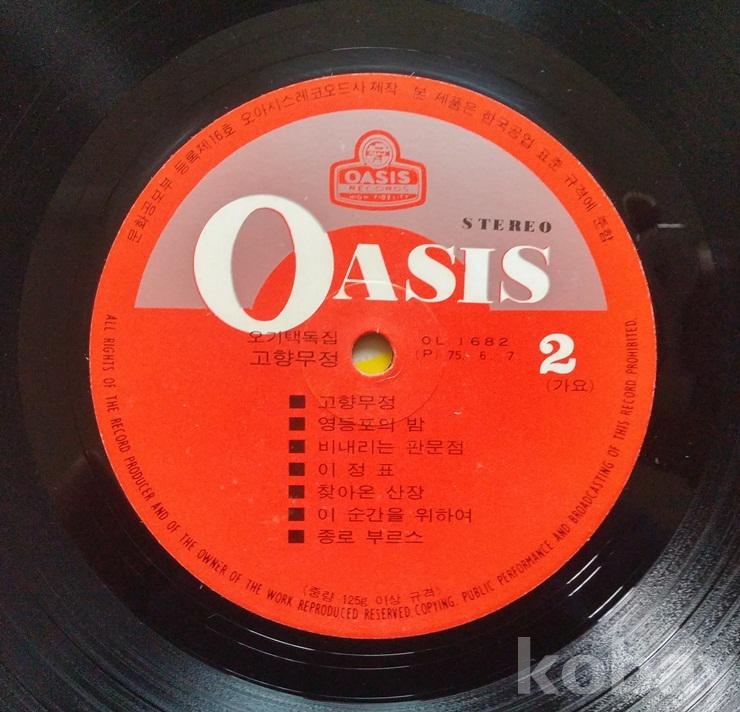 문화공보부 등록제16호 오아시스레코오드사 제작 본 제품은 한국공업 표준 규격에 준함
OASIS
RECORDS
HIGH FIDELITY
STEREO
OASIS
오기택독집
고향무정
OL 1682
(P) 75. 6. 7
2
(가요)
■ 고향무정
■ 영등포의 밤
■ 비내리는 판문점
■ 이 정 표
■ 찾아온 산장
■ 이 순간을 위하여
■ 종로 부르스
(중량 125g 이상 규격)
ALL RIGHTS OF THE RECORD PRODUCER AND OF THE OWNER OF THE WORK REPRODUCED RESERVED.COPYING. PUBLIC PERFORMANCE AND BROADCASTING OF THIS RECORD PROHIBITED.